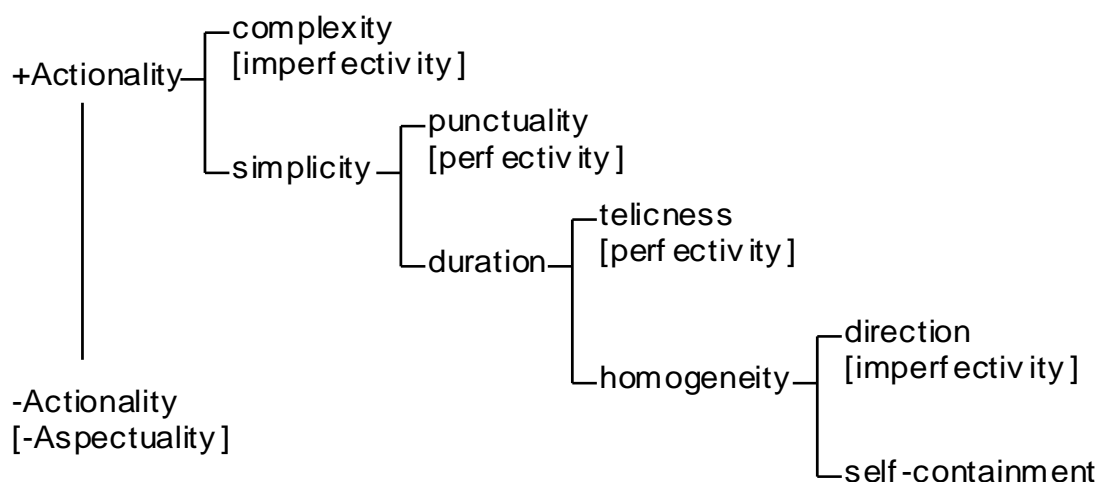 complexity
[imperfectivity]
+Actionality
punctuality
[perfectivity]
simplicity
telicness
[perfectivity]
duration
direction
[imperfectivity]
homogeneity
-Actionality
[-Aspectuality]
self-containment